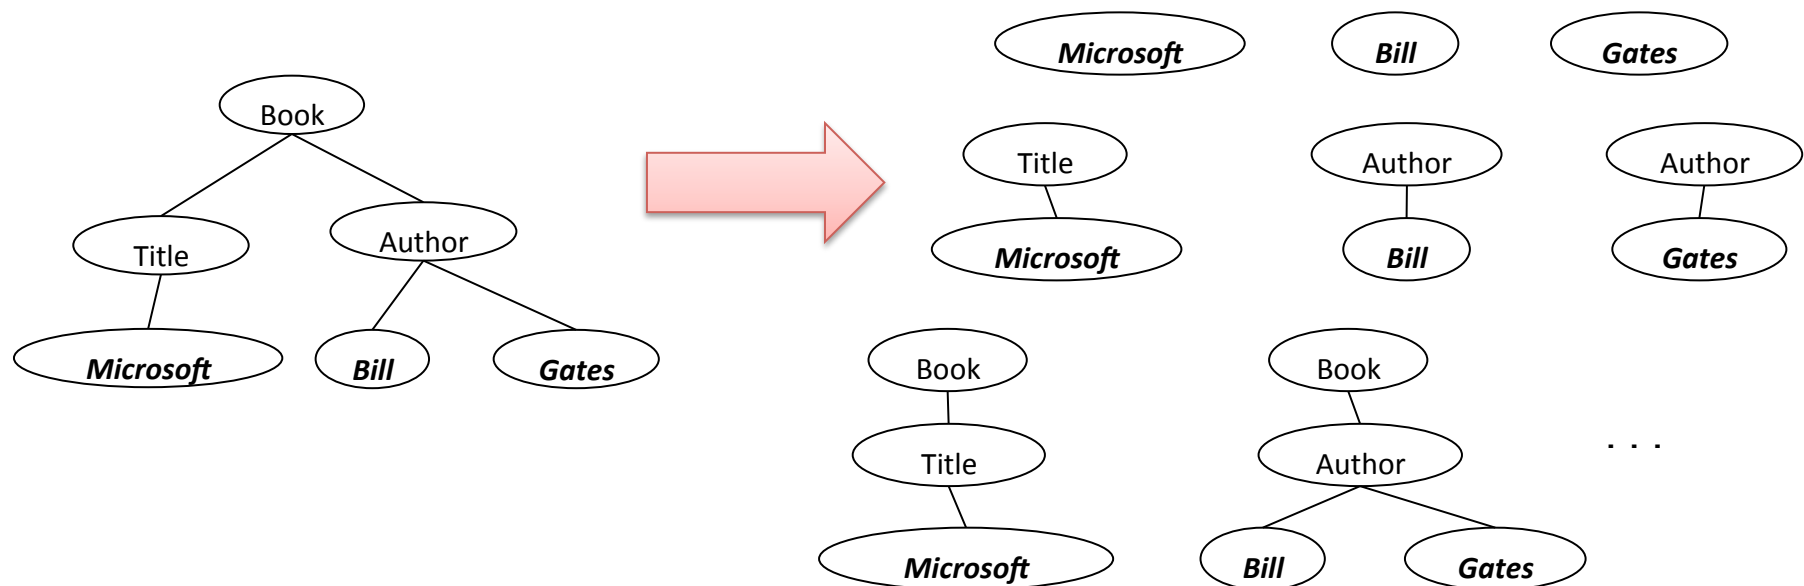 Book
Title
Author
Microsoft
Bill
Gates
Microsoft
Bill
Gates
Title
Author
Author
Microsoft
Bill
Gates
Book
Book
Title
Author
. . .
Microsoft
Bill
Gates